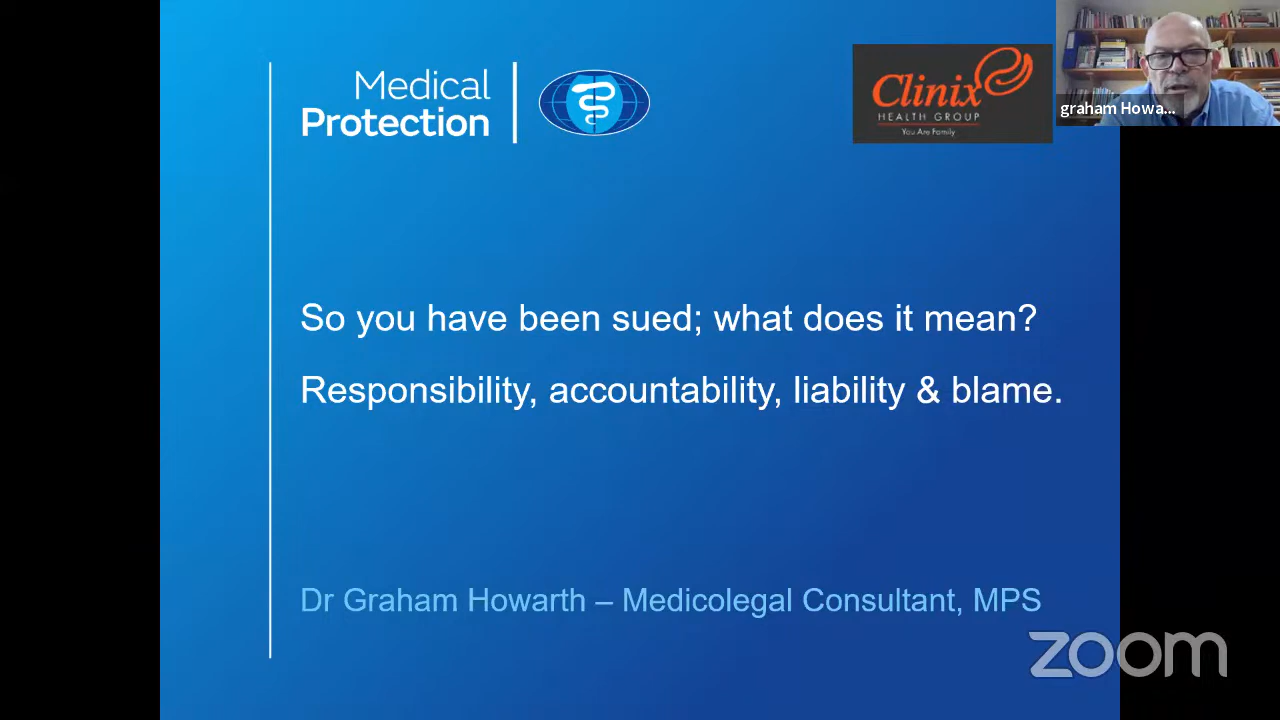 Medical
Protection
Clinix
HEALTH GROUP
You Are Family
graham Howa...
So you have been sued; what does it mean?
Responsibility, accountability, liability & blame.
Dr Graham Howarth – Medicolegal Consultant, MPS
zoom